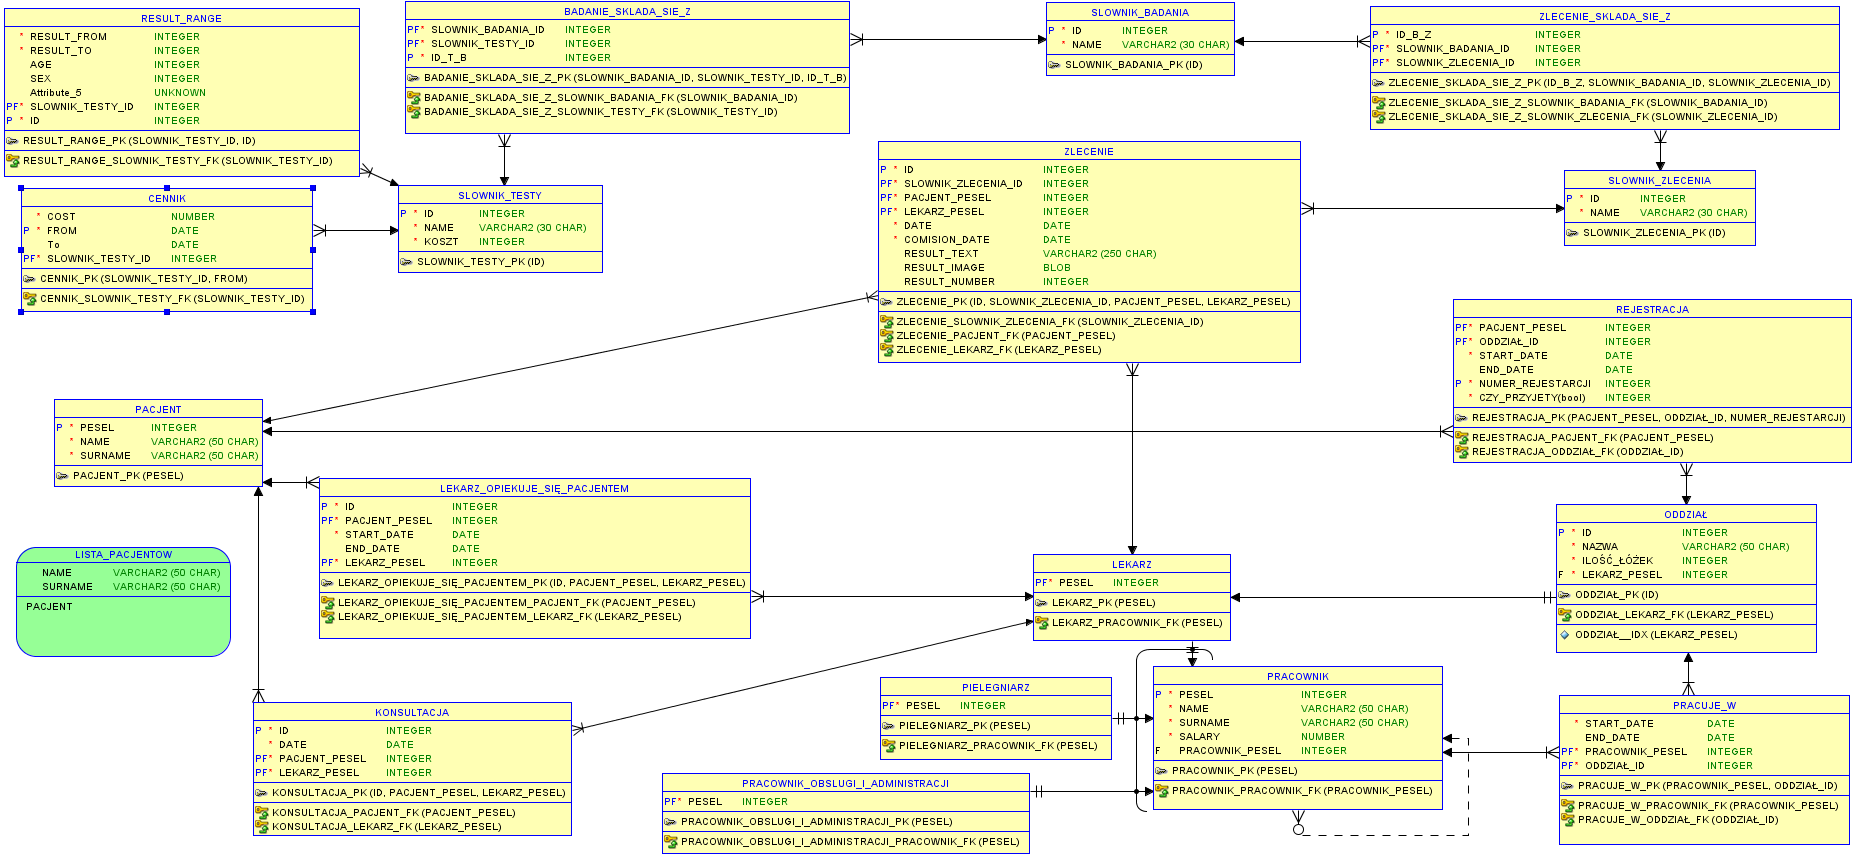 RESULT_RANGE
* RESULT_FROM INTEGER
* RESULT_TO INTEGER
AGE INTEGER
SEX INTEGER
Attribute_5 UNKNOWN
PF* SLOWNIK_TESTY_ID INTEGER
P * ID INTEGER
RESULT_RANGE_PK (SLOWNIK_TESTY_ID, ID)
RESULT_RANGE_SLOWNIK_TESTY_FK (SLOWNIK_TESTY_ID)
BADANIE_SKLADA_SIE_Z
PF* SLOWNIK_BADANIA_ID INTEGER
PF* SLOWNIK_TESTY_ID INTEGER
P * ID_T_B INTEGER
BADANIE_SKLADA_SIE_Z_PK (SLOWNIK_BADANIA_ID, SLOWNIK_TESTY_ID, ID_T_B)
BADANIE_SKLADA_SIE_Z_SLOWNIK_BADANIA_FK (SLOWNIK_BADANIA_ID)
BADANIE_SKLADA_SIE_Z_SLOWNIK_TESTY_FK (SLOWNIK_TESTY_ID)
SLOWNIK_BADANIA
P * ID INTEGER
* NAME VARCHAR2 (30 CHAR)
SLOWNIK_BADANIA_PK (ID)
ZLECENIE_SKLADA_SIE_Z
P * ID_B_Z INTEGER
PF* SLOWNIK_BADANIA_ID INTEGER
PF* SLOWNIK_ZLECENIA_ID INTEGER
ZLECENIE_SKLADA_SIE_Z_PK (ID_B_Z, SLOWNIK_BADANIA_ID, SLOWNIK_ZLECENIA_ID)
ZLECENIE_SKLADA_SIE_Z_SLOWNIK_BADANIA_FK (SLOWNIK_BADANIA_ID)
ZLECENIE_SKLADA_SIE_Z_SLOWNIK_ZLECENIA_FK (SLOWNIK_ZLECENIA_ID)
CENNIK
* COST NUMBER
P * FROM DATE
To DATE
PF* SLOWNIK_TESTY_ID INTEGER
CENNIK_PK (SLOWNIK_TESTY_ID, FROM)
CENNIK_SLOWNIK_TESTY_FK (SLOWNIK_TESTY_ID)
SLOWNIK_TESTY
P * ID INTEGER
* NAME VARCHAR2 (30 CHAR)
* KOSZT INTEGER
SLOWNIK_TESTY_PK (ID)
ZLECENIE
P * ID INTEGER
PF* SLOWNIK_ZLECENIA_ID INTEGER
PF* PACJENT_PESEL INTEGER
PF* LEKARZ_PESEL INTEGER
* DATE DATE
* COMISION_DATE DATE
RESULT_TEXT VARCHAR2 (250 CHAR)
RESULT_IMAGE BLOB
RESULT_NUMBER INTEGER
ZLECENIE_PK (ID, SLOWNIK_ZLECENIA_ID, PACJENT_PESEL, LEKARZ_PESEL)
ZLECENIE_SLOWNIK_ZLECENIA_FK (SLOWNIK_ZLECENIA_ID)
ZLECENIE_PACJENT_FK (PACJENT_PESEL)
ZLECENIE_LEKARZ_FK (LEKARZ_PESEL)
SLOWNIK_ZLECENIA
P * ID INTEGER
* NAME VARCHAR2 (30 CHAR)
SLOWNIK_ZLECENIA_PK (ID)
REJESTRACJA
PF* PACJENT_PESEL INTEGER
PF* ODDZIAŁ_ID INTEGER
* START_DATE DATE
END_DATE DATE
P * NUMER_REJESTARCJI INTEGER
* CZY_PRZYJETY(bool) INTEGER
REJESTRACJA_PK (PACJENT_PESEL, ODDZIAŁ_ID, NUMER_REJESTARCJI)
REJESTRACJA_PACJENT_FK (PACJENT_PESEL)
REJESTRACJA_ODDZIAŁ_FK (ODDZIAŁ_ID)
PACJENT
P * PESEL INTEGER
* NAME VARCHAR2 (50 CHAR)
* SURNAME VARCHAR2 (50 CHAR)
PACJENT_PK (PESEL)
LEKARZ_OPIEKUJE_SIĘ_PACJENTEM
P * ID INTEGER
PF* PACJENT_PESEL INTEGER
* START_DATE DATE
END_DATE DATE
PF* LEKARZ_PESEL INTEGER
LEKARZ_OPIEKUJE_SIĘ_PACJENTEM_PK (ID, PACJENT_PESEL, LEKARZ_PESEL)
LEKARZ_OPIEKUJE_SIĘ_PACJENTEM_PACJENT_FK (PACJENT_PESEL)
LEKARZ_OPIEKUJE_SIĘ_PACJENTEM_LEKARZ_FK (LEKARZ_PESEL)
LISTA_PACJENTOW
NAME VARCHAR2 (50 CHAR)
SURNAME VARCHAR2 (50 CHAR)
PACJENT
LEKARZ
PF* PESEL INTEGER
LEKARZ_PK (PESEL)
LEKARZ_PRACOWNIK_FK (PESEL)
ODDZIAŁ
P * ID INTEGER
* NAZWA VARCHAR2 (50 CHAR)
* ILOŚĆ_ŁÓŻEK INTEGER
F * LEKARZ_PESEL INTEGER
ODDZIAŁ_PK (ID)
ODDZIAŁ_LEKARZ_FK (LEKARZ_PESEL)
ODDZIAŁ__IDX (LEKARZ_PESEL)
KONSULTACJA
P * ID INTEGER
* DATE DATE
PF* PACJENT_PESEL INTEGER
PF* LEKARZ_PESEL INTEGER
KONSULTACJA_PK (ID, PACJENT_PESEL, LEKARZ_PESEL)
KONSULTACJA_PACJENT_FK (PACJENT_PESEL)
KONSULTACJA_LEKARZ_FK (LEKARZ_PESEL)
PIELEGNIARZ
PF* PESEL INTEGER
PIELEGNIARZ_PK (PESEL)
PIELEGNIARZ_PRACOWNIK_FK (PESEL)
PRACOWNIK
P * PESEL INTEGER
* NAME VARCHAR2 (50 CHAR)
* SURNAME VARCHAR2 (50 CHAR)
* SALARY NUMBER
F PRACOWNIK_PESEL INTEGER
PRACOWNIK_PK (PESEL)
PRACOWNIK_PRACOWNIK_FK (PRACOWNIK_PESEL)
PRACUJE_W
* START_DATE DATE
END_DATE DATE
PF* PRACOWNIK_PESEL INTEGER
PF* ODDZIAŁ_ID INTEGER
PRACUJE_W_PK (PRACOWNIK_PESEL, ODDZIAŁ_ID)
PRACUJE_W_PRACOWNIK_FK (PRACOWNIK_PESEL)
PRACUJE_W_ODDZIAŁ_FK (ODDZIAŁ_ID)
PRACOWNIK_OBSLUGI_I_ADMINISTRACJI
PF* PESEL INTEGER
PRACOWNIK_OBSLUGI_I_ADMINISTRACJI_PK (PESEL)
PRACOWNIK_OBSLUGI_I_ADMINISTRACJI_PRACOWNIK_FK (PESEL)